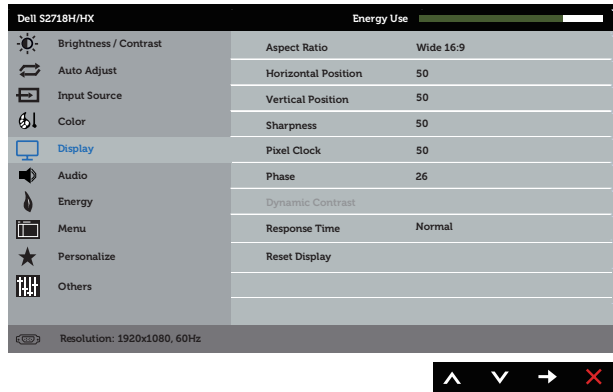 Dell S2718H/HX Energy Use
Brightness / Contrast
Auto Adjust
Input Source
Color
Display
Audio
Energy
Menu
Personalize
Others
Aspect Ratio Wide 16:9
Horizontal Position 50
Vertical Position 50
Sharpness 50
Pixel Clock 50
Phase 26
Dynamic Contrast
Response Time Normal
Reset Display
Resolution: 1920x1080, 60Hz